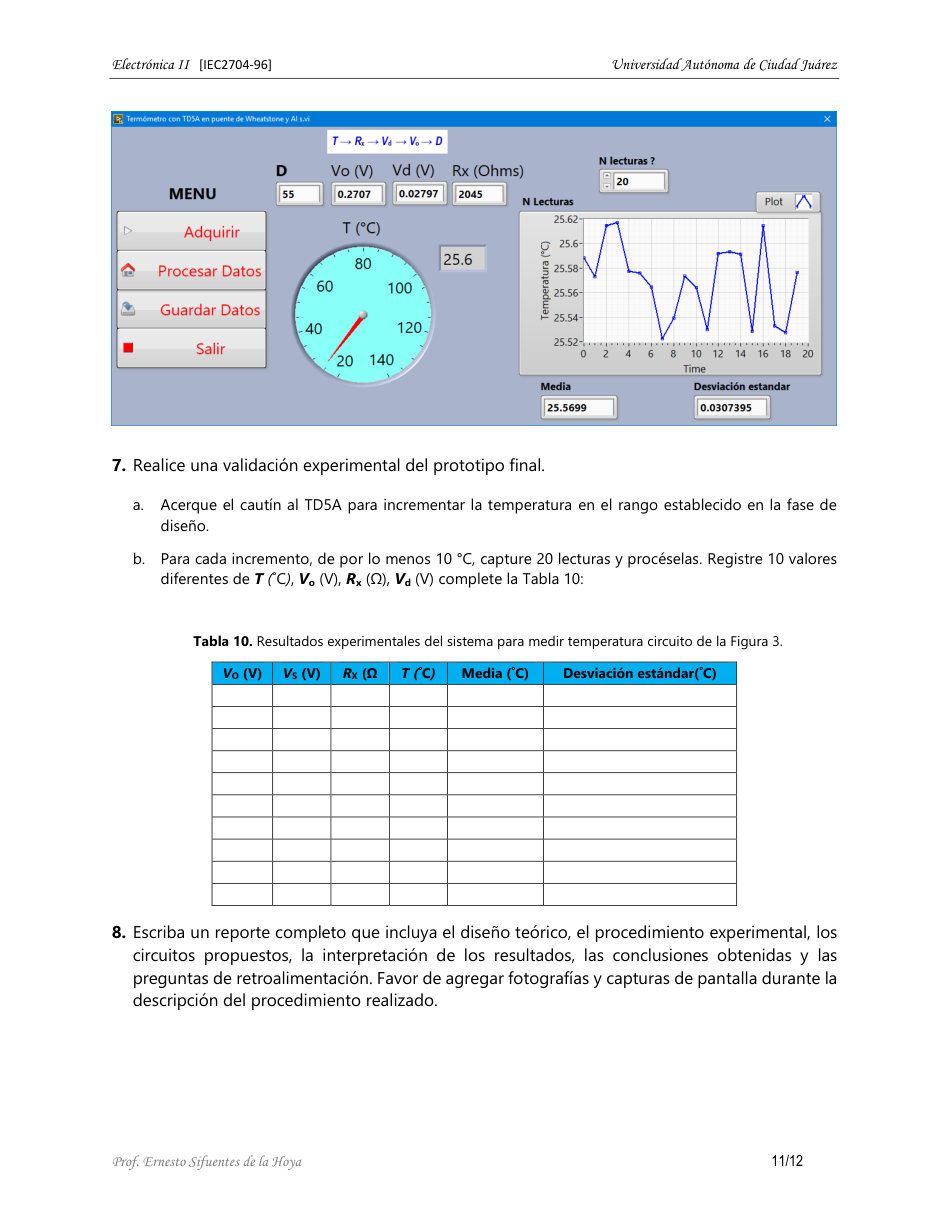 Electrónica II [IEC2704-96]
Universidad Autónoma de Ciudad Juárez
Termómetro con TD5A en puente de Wheatstone y AI s.vi
T → Rx → Vd → Vo → D
D Vo (V) Vd (V) Rx (Ohms)
55 0.2707 0.02797 2045
N lecturas ?
20
MENU
Adquirir
Procesar Datos
Guardar Datos
Salir
T (°C)
25.6
20
40
60
80
100
120
140
N Lecturas
Plot
Temperatura (°C)
25.62
25.6
25.58
25.56
25.54
25.52
0 2 4 6 8 10 12 14 16 18 20
Time
Media
25.5699
Desviación estandar
0.0307395
7. Realice una validación experimental del prototipo final.
a. Acerque el cautín al TD5A para incrementar la temperatura en el rango establecido en la fase de
diseño.
b. Para cada incremento, de por lo menos 10 °C, capture 20 lecturas y procéselas. Registre 10 valores
diferentes de T (˚C), Vo (V), Rx (Ω), Vd (V) complete la Tabla 10:
Tabla 10. Resultados experimentales del sistema para medir temperatura circuito de la Figura 3.
VO (V) VS (V) RX (Ω T (˚C) Media (˚C) Desviación estándar(˚C)
8. Escriba un reporte completo que incluya el diseño teórico, el procedimiento experimental, los
circuitos propuestos, la interpretación de los resultados, las conclusiones obtenidas y las
preguntas de retroalimentación. Favor de agregar fotografías y capturas de pantalla durante la
descripción del procedimiento realizado.
Prof. Ernesto Sifuentes de la Hoya
11/12